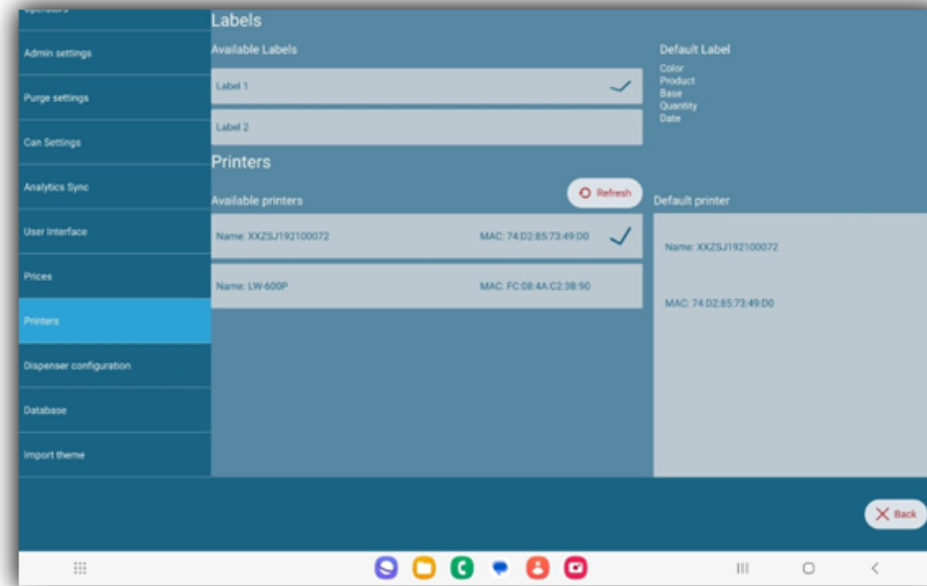 Operators
Admin settings
Purge settings
Can Settings
Analytics Sync
User Interface
Prices
Printers
Dispenser configuration
Database
Import theme
Labels
Available Labels
Label 1
Label 2
Default Label
Color
Product
Base
Quantity
Date
Printers
Available printers
Refresh
Name: XXZSJ192100072 MAC: 74:D2:85:73:49:D0
Name: LW-600P MAC: FC:08:4A:C2:3B:90
Default printer
Name: XXZSJ192100072
MAC: 74:D2:85:73:49:D0
Back